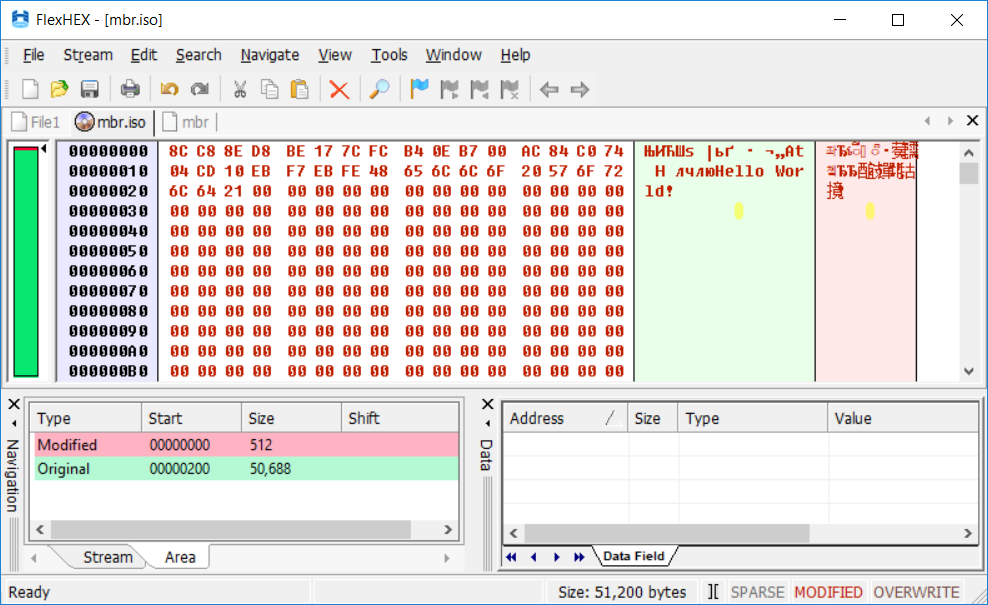 FlexHEX - [mbr.iso]
File Stream Edit Search Navigate View Tools Window Help
File1 mbr.iso mbr
00000000 8C C8 8E D8 BE 17 7C FC B4 0E B7 00 AC 84 C0 74 ЊИЋШs |ьґ · ¬„Аt
00000010 04 CD 10 EB F7 EB FE 48 65 6C 6C 6F 20 57 6F 72 Н лчлюHello Wor
00000020 6C 64 21 00 00 00 00 00 00 00 00 00 00 00 00 00 ld!
00000030 00 00 00 00 00 00 00 00 00 00 00 00 00 00 00 00
00000040 00 00 00 00 00 00 00 00 00 00 00 00 00 00 00 00
00000050 00 00 00 00 00 00 00 00 00 00 00 00 00 00 00 00
00000060 00 00 00 00 00 00 00 00 00 00 00 00 00 00 00 00
00000070 00 00 00 00 00 00 00 00 00 00 00 00 00 00 00 00
00000080 00 00 00 00 00 00 00 00 00 00 00 00 00 00 00 00
00000090 00 00 00 00 00 00 00 00 00 00 00 00 00 00 00 00
000000A0 00 00 00 00 00 00 00 00 00 00 00 00 00 00 00 00
000000B0 00 00 00 00 00 00 00 00 00 00 00 00 00 00 00 00
Navigation
Type Start Size Shift
Modified 00000000 512
Original 00000200 50,688
Stream Area
Data
Address Size Type Value
Data Field
Ready Size: 51,200 bytes ][ SPARSE MODIFIED OVERWRITE